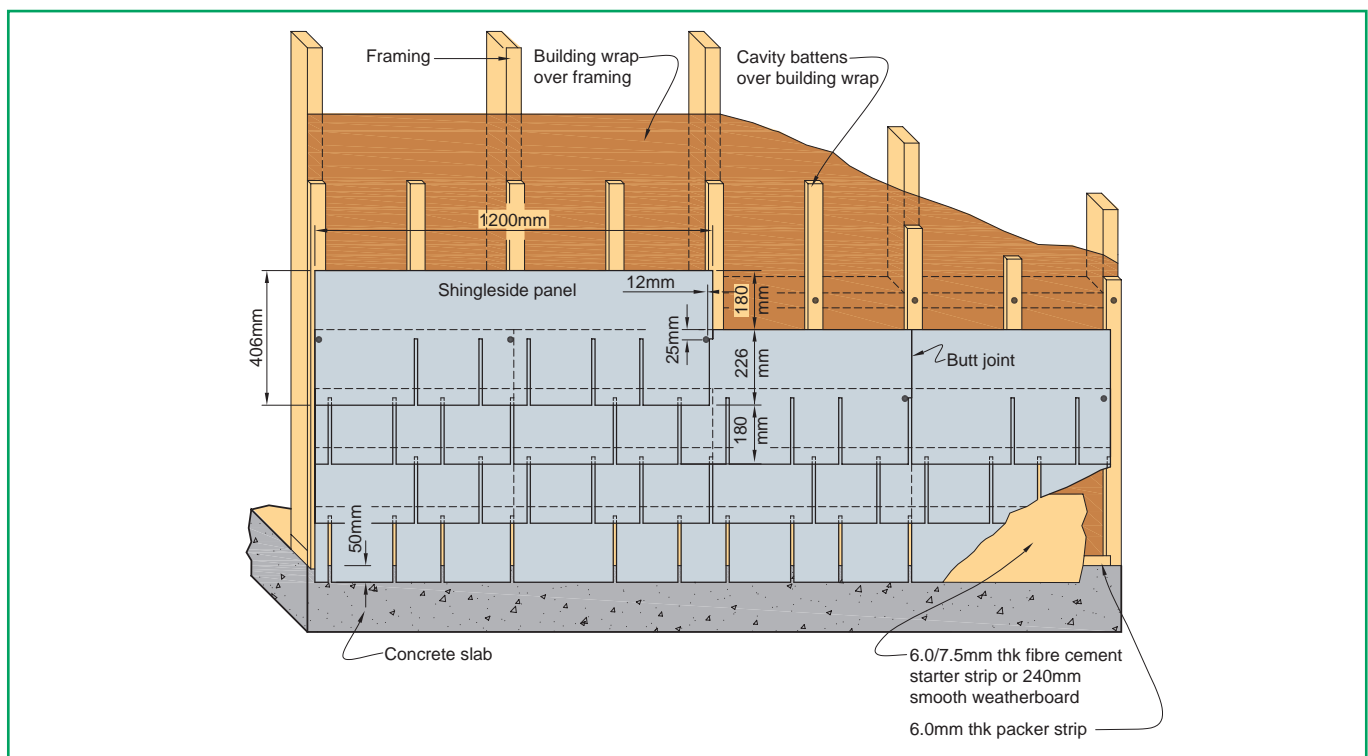 Framing
Building wrap
over framing
Cavity battens
over building wrap
1200mm
Shingleside panel
12mm
180
mm
406mm
25mm
226
mm
Butt joint
180
mm
50mm
Concrete slab
6.0/7.5mm thk fibre cement
starter strip or 240mm
smooth weatherboard
6.0mm thk packer strip